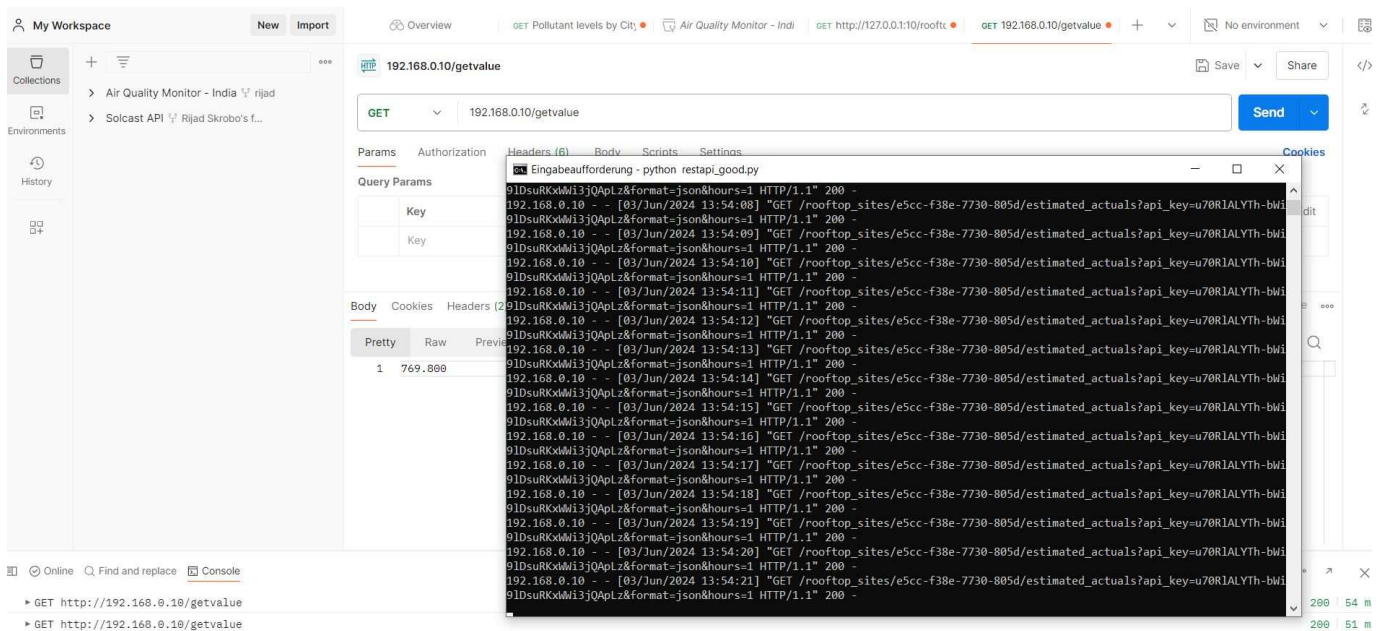 My Workspace
New
Import
Overview
GET Pollutant levels by City
Air Quality Monitor - Indi
GET http://127.0.0.1:10/roofto
GET 192.168.0.10/getvalue
No environment
Collections
Environments
History
Air Quality Monitor - India rijad
Solcast API Rijad Skrobo's f...
HTTP 192.168.0.10/getvalue
Save
Share
GET
192.168.0.10/getvalue
Send
Params Authorization Headers (6) Body Scripts Settings
Cookies
Query Params
Key
Key
dit
Body Cookies Headers (2
Pretty Raw Previe
1 769.800
Eingabeaufforderung - python restapi_good.py
9lDsuRKxWWi3jQApLz&format=json&hours=1 HTTP/1.1" 200 -
192.168.0.10 - - [03/Jun/2024 13:54:08] "GET /rooftop_sites/e5cc-f38e-7730-805d/estimated_actuals?api_key=u70RlALYTh-bWi
9lDsuRKxWWi3jQApLz&format=json&hours=1 HTTP/1.1" 200 -
192.168.0.10 - - [03/Jun/2024 13:54:09] "GET /rooftop_sites/e5cc-f38e-7730-805d/estimated_actuals?api_key=u70RlALYTh-bWi
9lDsuRKxWWi3jQApLz&format=json&hours=1 HTTP/1.1" 200 -
192.168.0.10 - - [03/Jun/2024 13:54:10] "GET /rooftop_sites/e5cc-f38e-7730-805d/estimated_actuals?api_key=u70RlALYTh-bWi
9lDsuRKxWWi3jQApLz&format=json&hours=1 HTTP/1.1" 200 -
192.168.0.10 - - [03/Jun/2024 13:54:11] "GET /rooftop_sites/e5cc-f38e-7730-805d/estimated_actuals?api_key=u70RlALYTh-bWi
9lDsuRKxWWi3jQApLz&format=json&hours=1 HTTP/1.1" 200 -
192.168.0.10 - - [03/Jun/2024 13:54:12] "GET /rooftop_sites/e5cc-f38e-7730-805d/estimated_actuals?api_key=u70RlALYTh-bWi
9lDsuRKxWWi3jQApLz&format=json&hours=1 HTTP/1.1" 200 -
192.168.0.10 - - [03/Jun/2024 13:54:13] "GET /rooftop_sites/e5cc-f38e-7730-805d/estimated_actuals?api_key=u70RlALYTh-bWi
9lDsuRKxWWi3jQApLz&format=json&hours=1 HTTP/1.1" 200 -
192.168.0.10 - - [03/Jun/2024 13:54:14] "GET /rooftop_sites/e5cc-f38e-7730-805d/estimated_actuals?api_key=u70RlALYTh-bWi
9lDsuRKxWWi3jQApLz&format=json&hours=1 HTTP/1.1" 200 -
192.168.0.10 - - [03/Jun/2024 13:54:15] "GET /rooftop_sites/e5cc-f38e-7730-805d/estimated_actuals?api_key=u70RlALYTh-bWi
9lDsuRKxWWi3jQApLz&format=json&hours=1 HTTP/1.1" 200 -
192.168.0.10 - - [03/Jun/2024 13:54:16] "GET /rooftop_sites/e5cc-f38e-7730-805d/estimated_actuals?api_key=u70RlALYTh-bWi
9lDsuRKxWWi3jQApLz&format=json&hours=1 HTTP/1.1" 200 -
192.168.0.10 - - [03/Jun/2024 13:54:17] "GET /rooftop_sites/e5cc-f38e-7730-805d/estimated_actuals?api_key=u70RlALYTh-bWi
9lDsuRKxWWi3jQApLz&format=json&hours=1 HTTP/1.1" 200 -
192.168.0.10 - - [03/Jun/2024 13:54:18] "GET /rooftop_sites/e5cc-f38e-7730-805d/estimated_actuals?api_key=u70RlALYTh-bWi
9lDsuRKxWWi3jQApLz&format=json&hours=1 HTTP/1.1" 200 -
192.168.0.10 - - [03/Jun/2024 13:54:19] "GET /rooftop_sites/e5cc-f38e-7730-805d/estimated_actuals?api_key=u70RlALYTh-bWi
9lDsuRKxWWi3jQApLz&format=json&hours=1 HTTP/1.1" 200 -
192.168.0.10 - - [03/Jun/2024 13:54:20] "GET /rooftop_sites/e5cc-f38e-7730-805d/estimated_actuals?api_key=u70RlALYTh-bWi
9lDsuRKxWWi3jQApLz&format=json&hours=1 HTTP/1.1" 200 -
192.168.0.10 - - [03/Jun/2024 13:54:21] "GET /rooftop_sites/e5cc-f38e-7730-805d/estimated_actuals?api_key=u70RlALYTh-bWi
9lDsuRKxWWi3jQApLz&format=json&hours=1 HTTP/1.1" 200 -
Online Find and replace Console
GET http://192.168.0.10/getvalue 200 54 m
GET http://192.168.0.10/getvalue 200 51 m